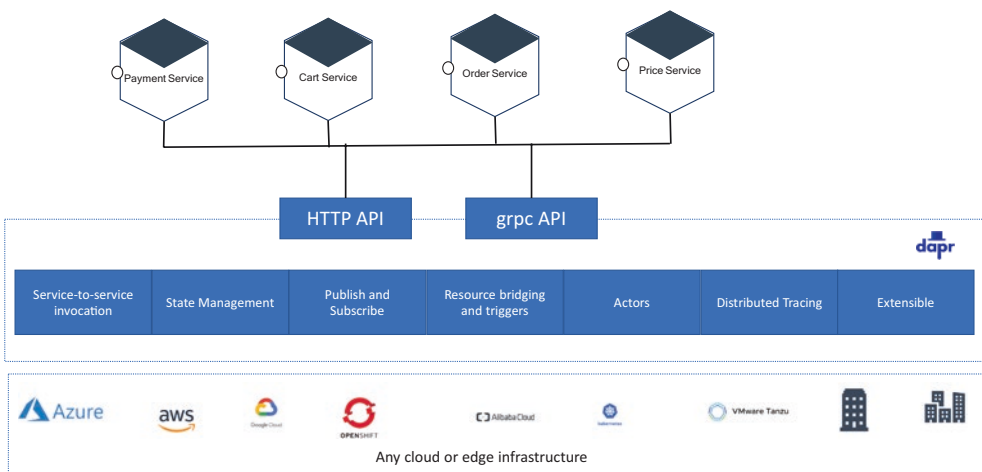 Payment Service
Cart Service
Order Service
Price Service
HTTP API
grpc API
dapr
Service-to-service
invocation
State Management
Publish and
Subscribe
Resource bridging
and triggers
Actors
Distributed Tracing
Extensible
Azure
aws
Google Cloud
OPENSHIFT
Alibaba Cloud
kubernetes
VMware Tanzu
Any cloud or edge infrastructure